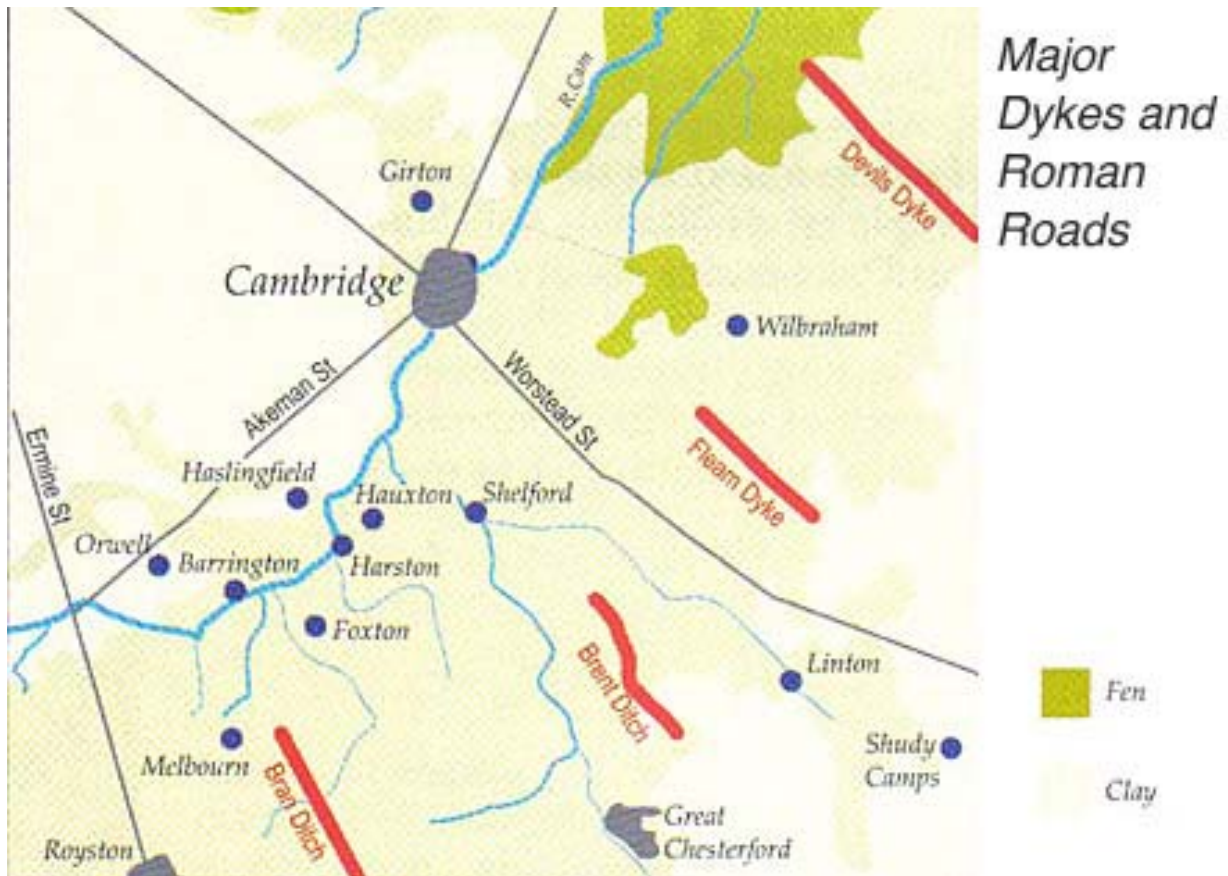 Major
Dykes and
Roman
Roads
R. Cam
Devils Dyke
Girton
Cambridge
Wilbraham
Akeman St
Worstead St
Ermine St
Fleam Dyke
Haslingfield
Hauxton
Shelford
Orwell
Barrington
Harston
Foxton
Brent Ditch
Linton
Fen
Melbourn
Bran Ditch
Shudy
Camps
Clay
Great
Chesterford
Royston